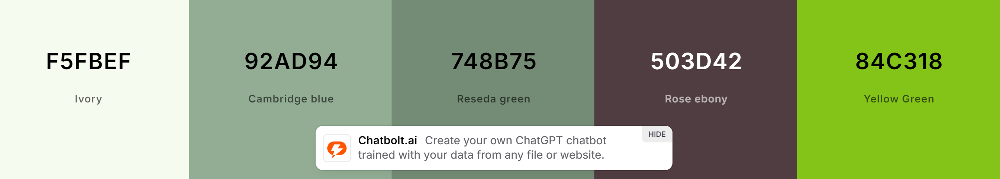 F5FBEF
Ivory
92AD94
Cambridge blue
748B75
Reseda green
503D42
Rose ebony
84C318
Yellow Green
Chatbolt.ai Create your own ChatGPT chatbot
trained with your data from any file or website.
HIDE